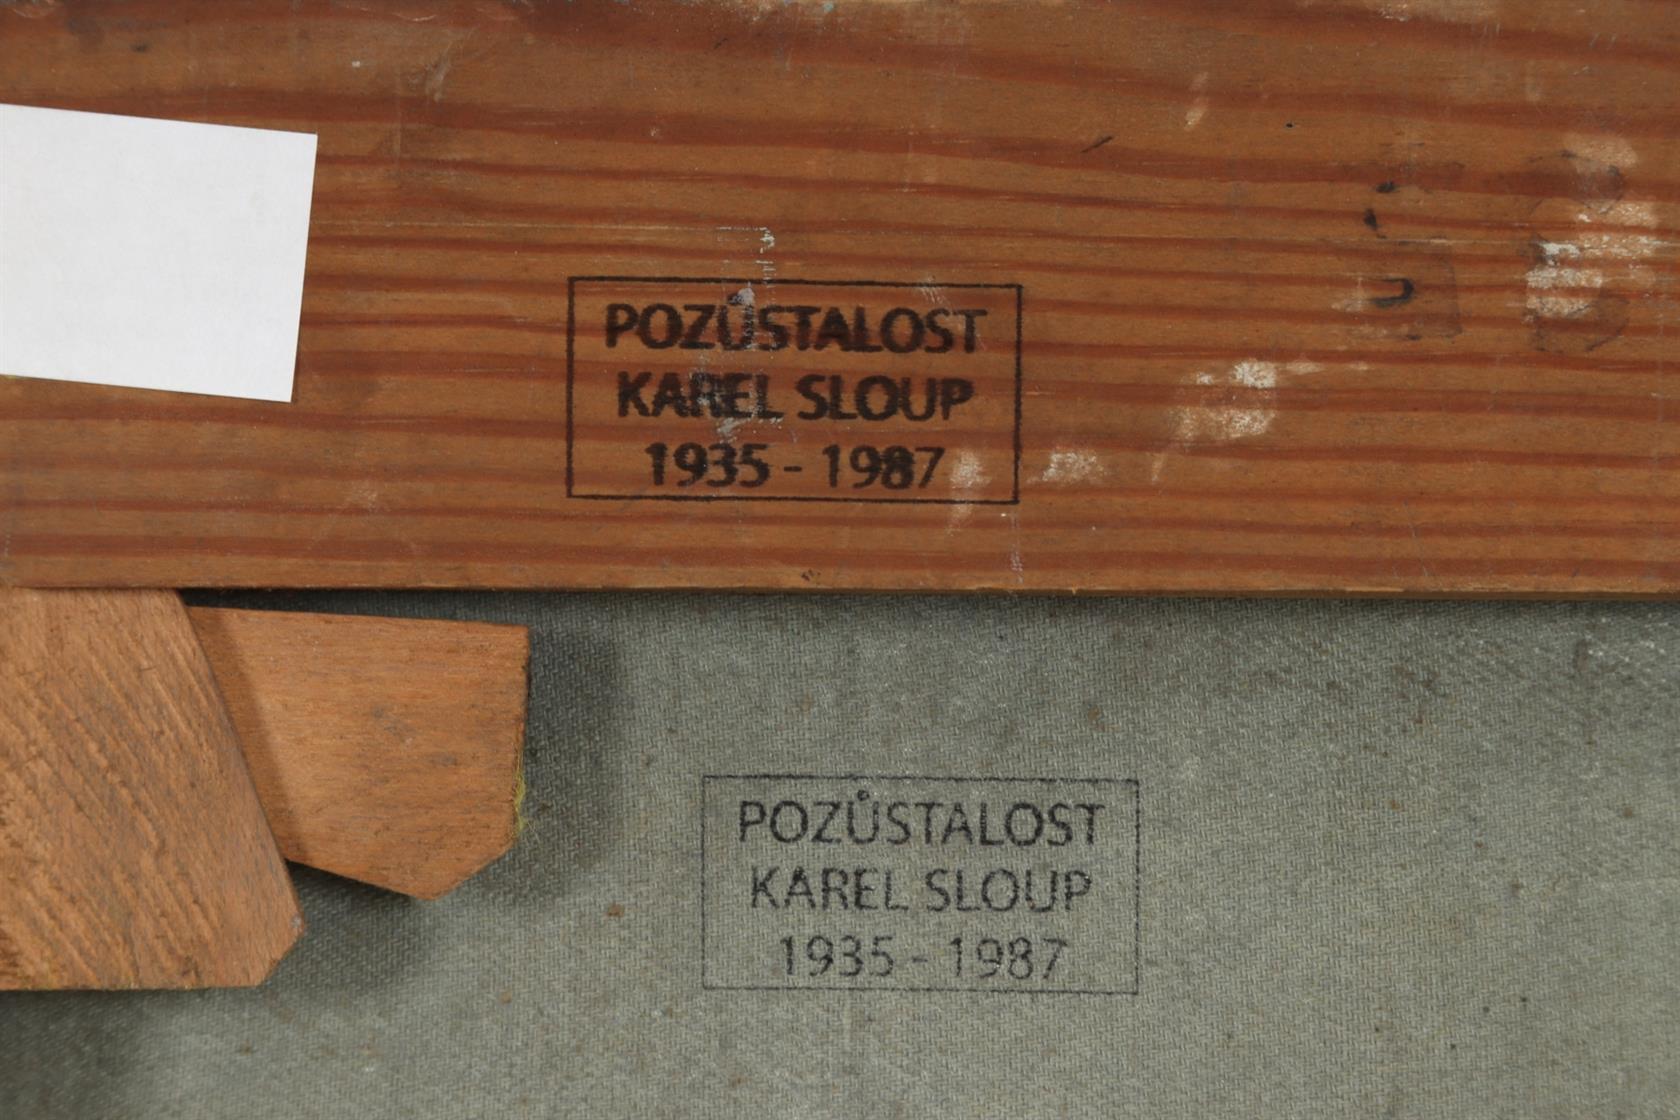 POZŮSTALOST
KAREL SLOUP
1935 - 1987
POZŮSTALOST
KAREL SLOUP
1935 - 1987